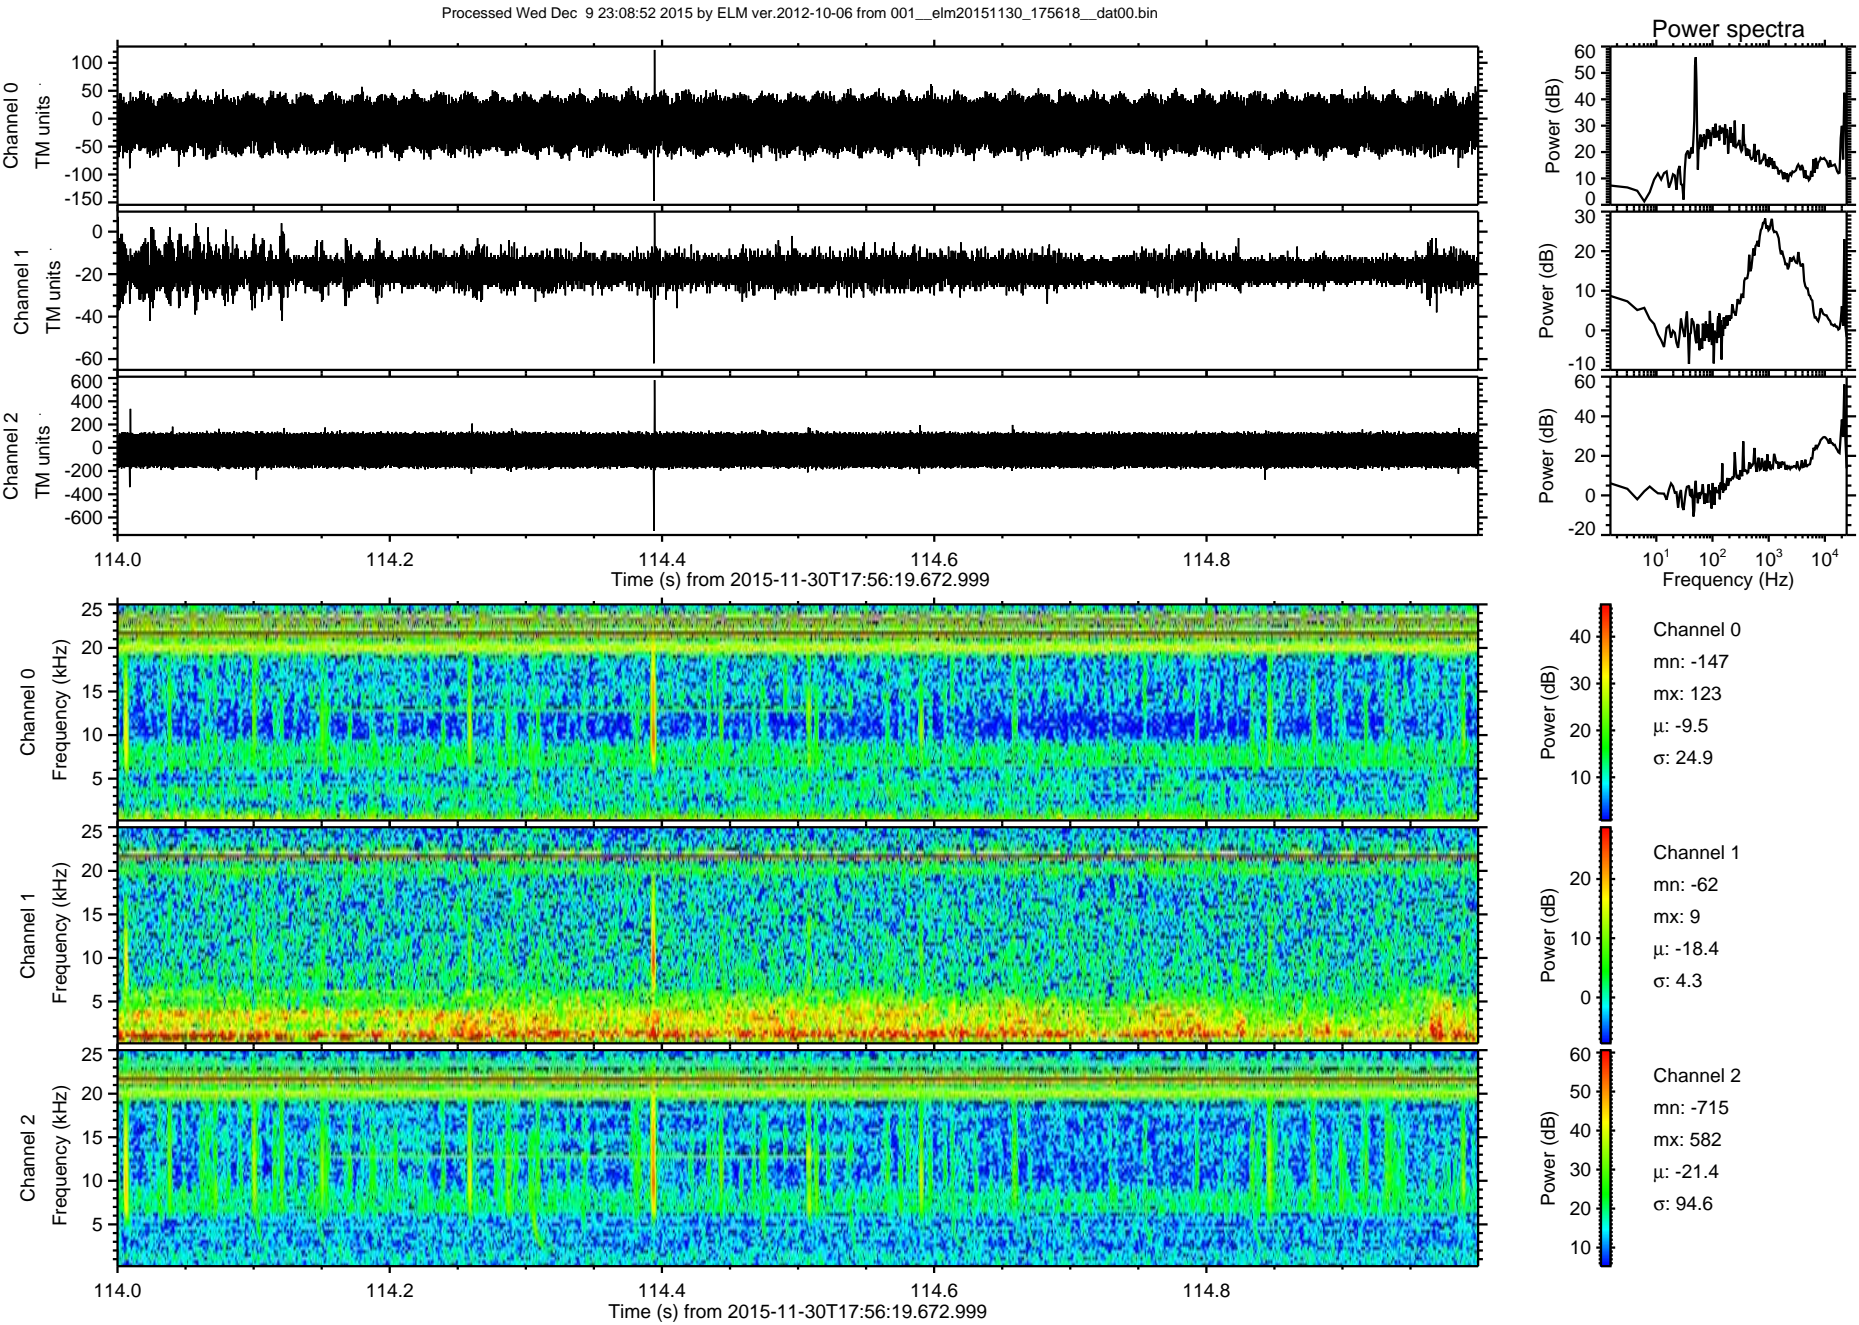 Processed Wed Dec  9 23:08:52 2015 by ELM ver.2012-10-06 from 001__elm20151130_175618__dat00.bin
Power spectra
Channel 0
TM units
100
50
0
-50
-100
-150
Power (dB)
60
50
40
30
20
10
0
Channel 1
TM units
0
-20
-40
-60
Power (dB)
30
20
10
0
-10
Channel 2
TM units
600
400
200
0
-200
-400
-600
Power (dB)
60
40
20
0
-20
114.0 114.2 114.4 114.6 114.8
Time (s) from 2015-11-30T17:56:19.672.999
10¹ 10² 10³ 10⁴
Frequency (Hz)
Channel 0
Frequency (kHz)
25
20
15
10
5
Power (dB)
40
30
20
10
Channel 0
mn: -147
mx: 123
μ: -9.5
σ: 24.9
Channel 1
Frequency (kHz)
25
20
15
10
5
Power (dB)
20
10
0
Channel 1
mn: -62
mx: 9
μ: -18.4
σ: 4.3
Channel 2
Frequency (kHz)
25
20
15
10
5
Power (dB)
60
50
40
30
20
10
Channel 2
mn: -715
mx: 582
μ: -21.4
σ: 94.6
114.0 114.2 114.4 114.6 114.8
Time (s) from 2015-11-30T17:56:19.672.999